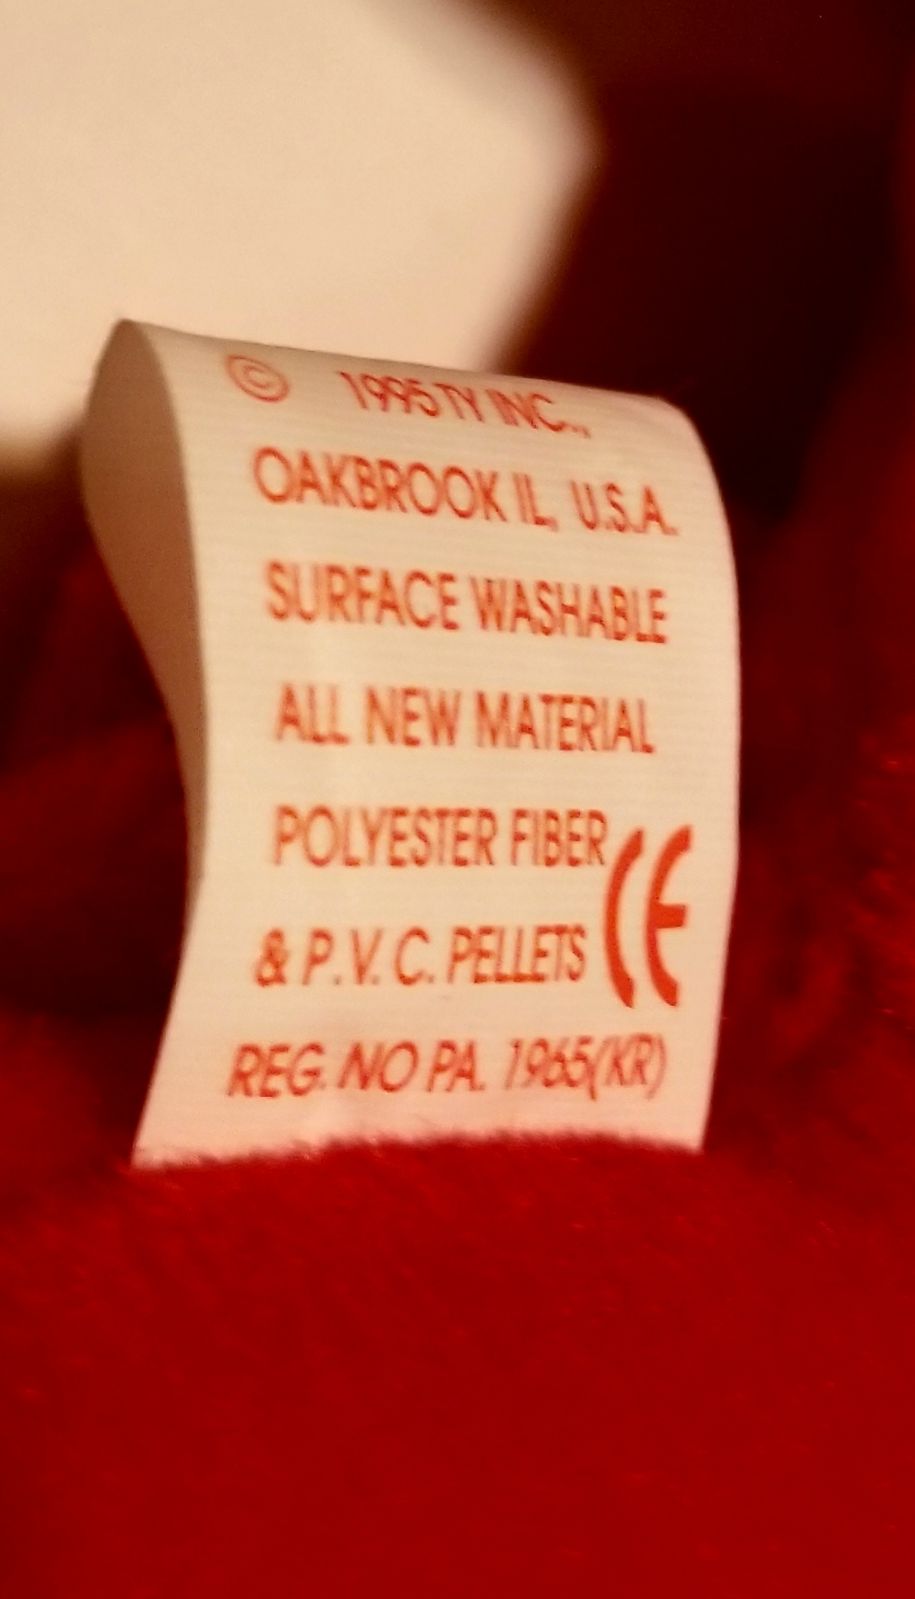 © 1995 TY INC.,
OAKBROOK IL, U.S.A.
SURFACE WASHABLE
ALL NEW MATERIAL
POLYESTER FIBER
& P.V.C. PELLETS CE
REG. NO PA. 1965(KR)